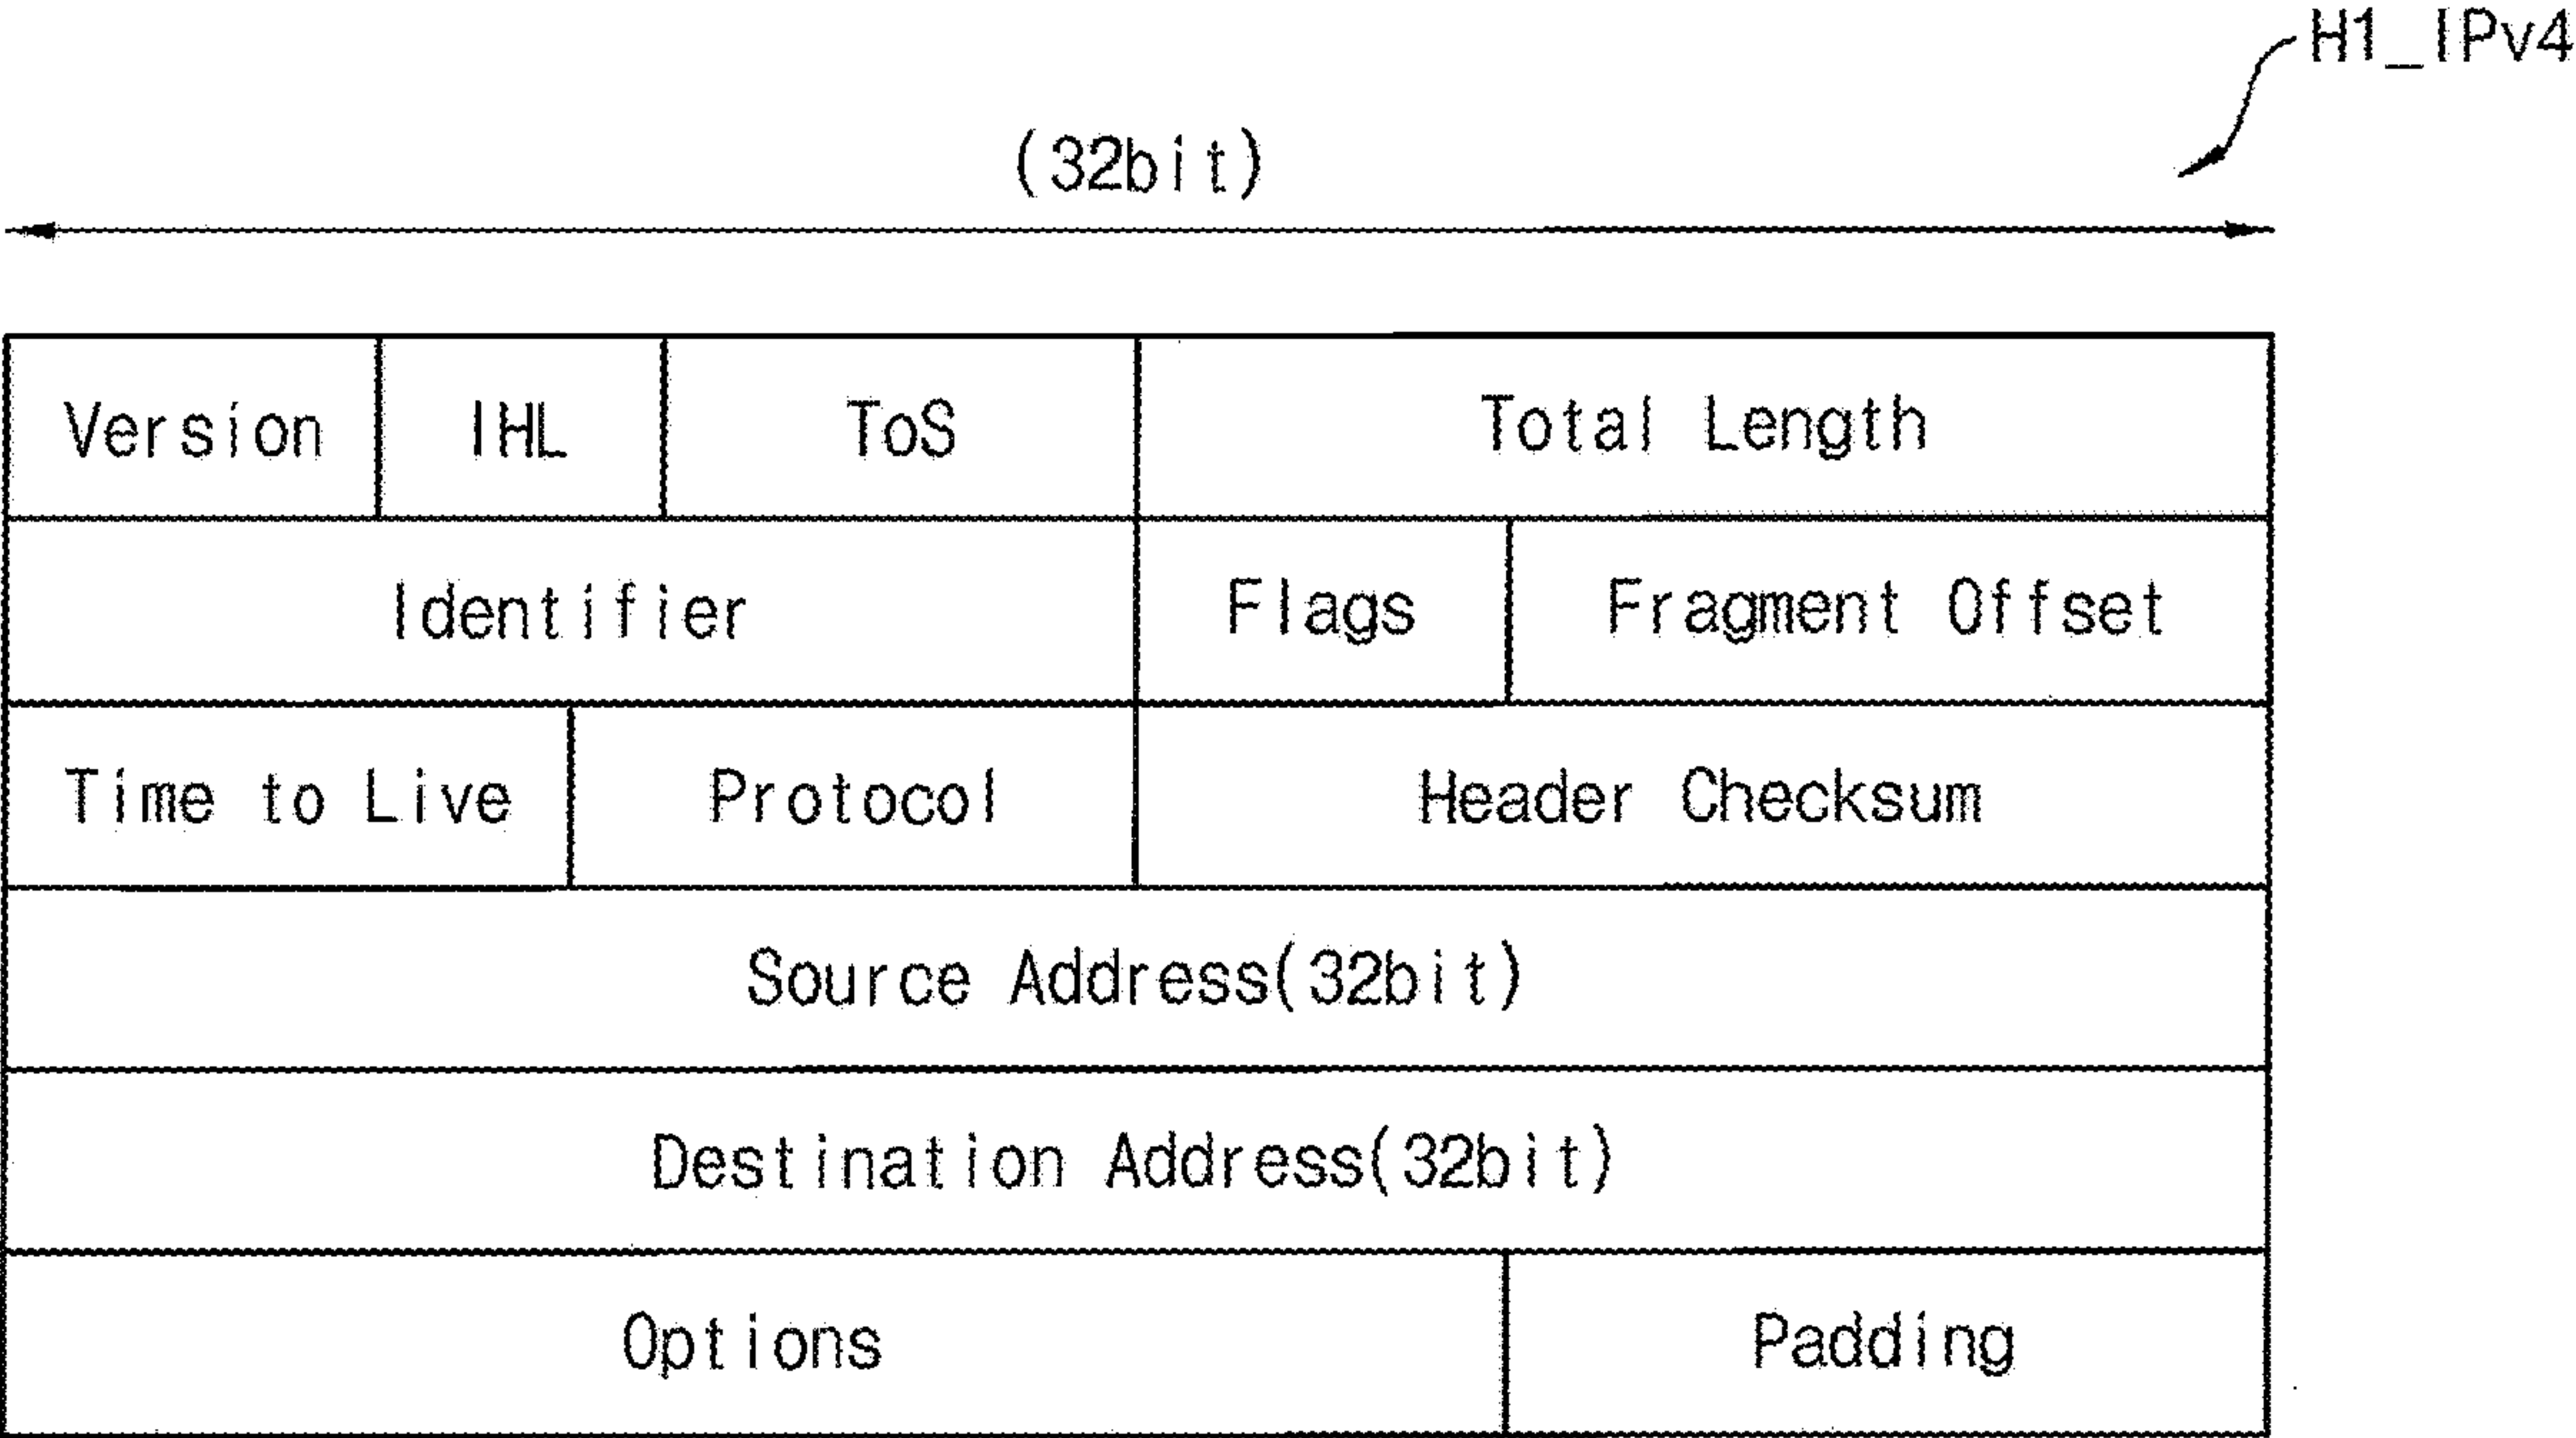 H1_IPv4
(32bit)
Version IHL ToS Total Length
Identifier Flags Fragment Offset
Time to Live Protocol Header Checksum
Source Address(32bit)
Destination Address(32bit)
Options Padding